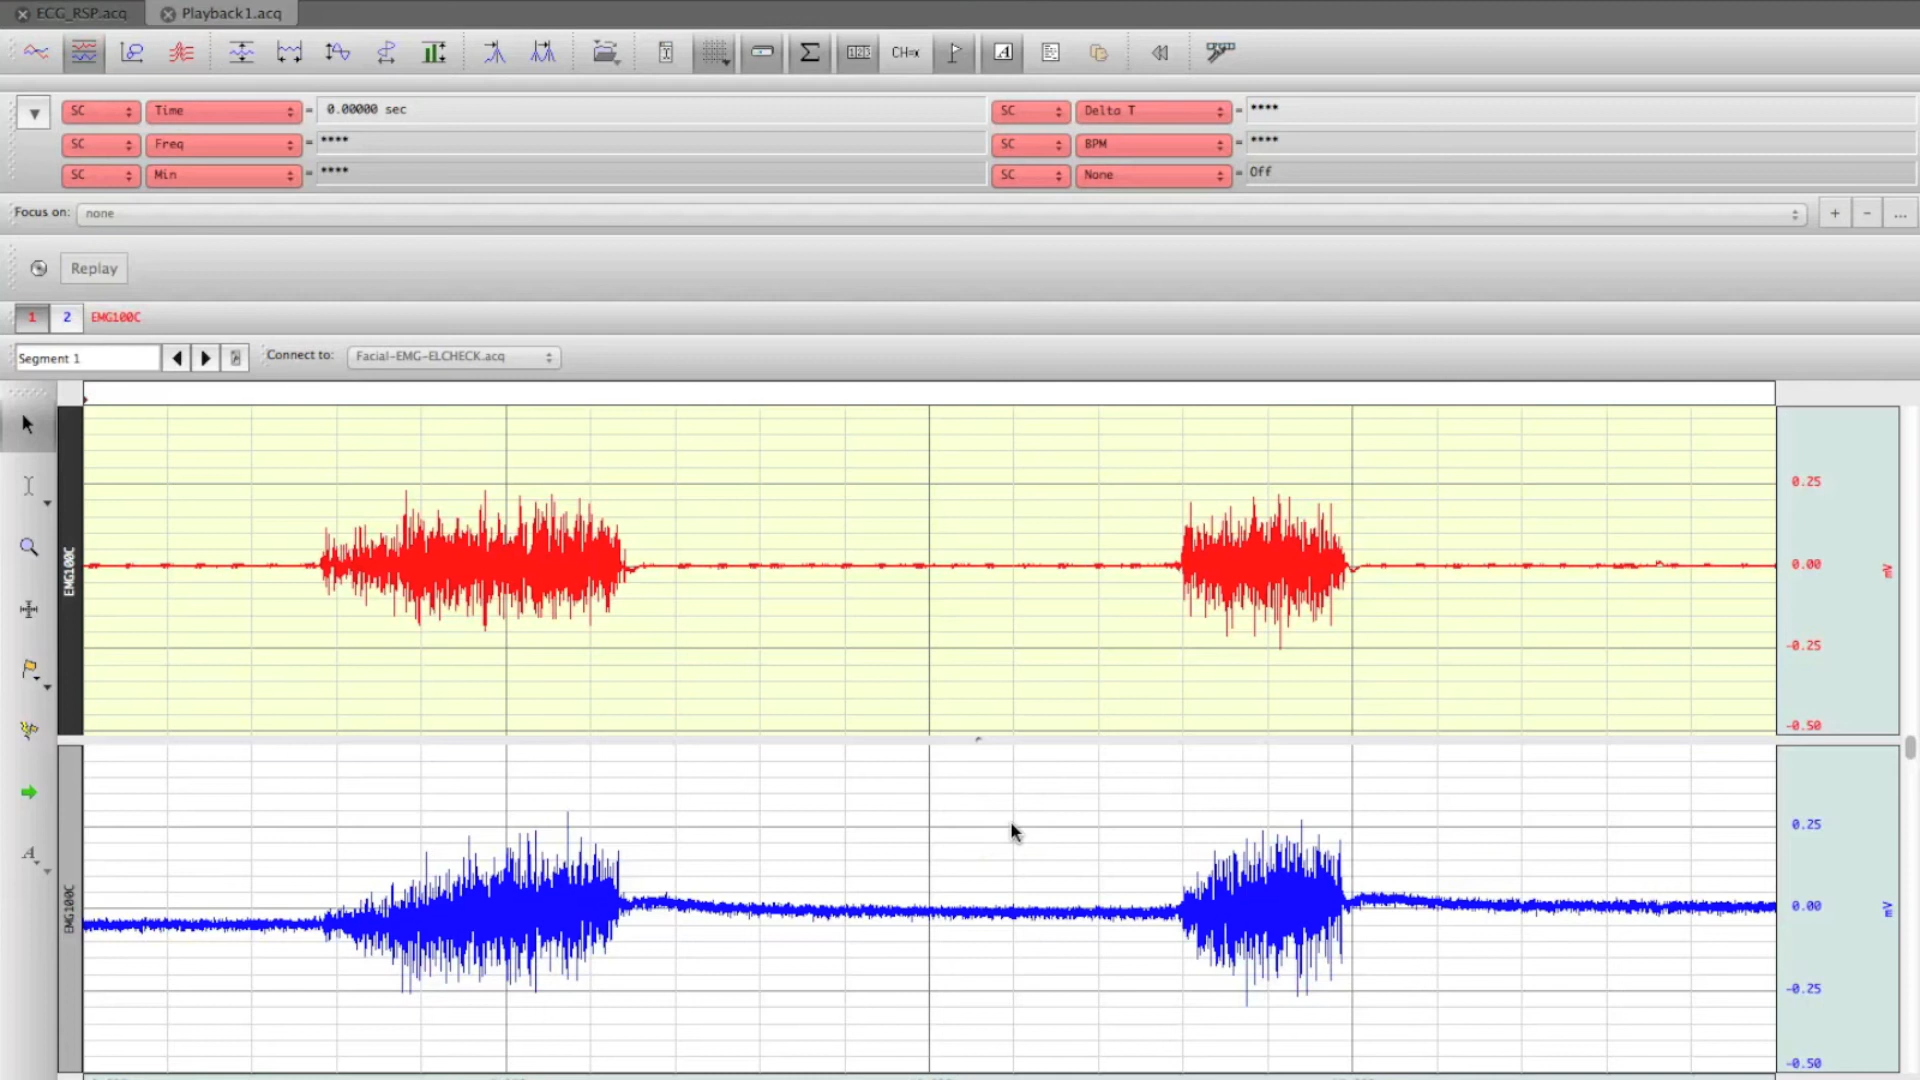 ECG_RSP.acq Playback1.acq
123 CH=x A
SC Time = 0.00000 sec SC Delta T = ****
SC Freq = **** SC BPM = ****
SC Min = **** SC None = Off
Focus on: none + - ...
Replay
1 2 EMG100C
Segment 1 Connect to: Facial-EMG-ELCHECK.acq
EMG100C
0.25
0.00
mV
-0.25
-0.50
A
EMG100C
0.25
0.00
mV
-0.25
-0.50